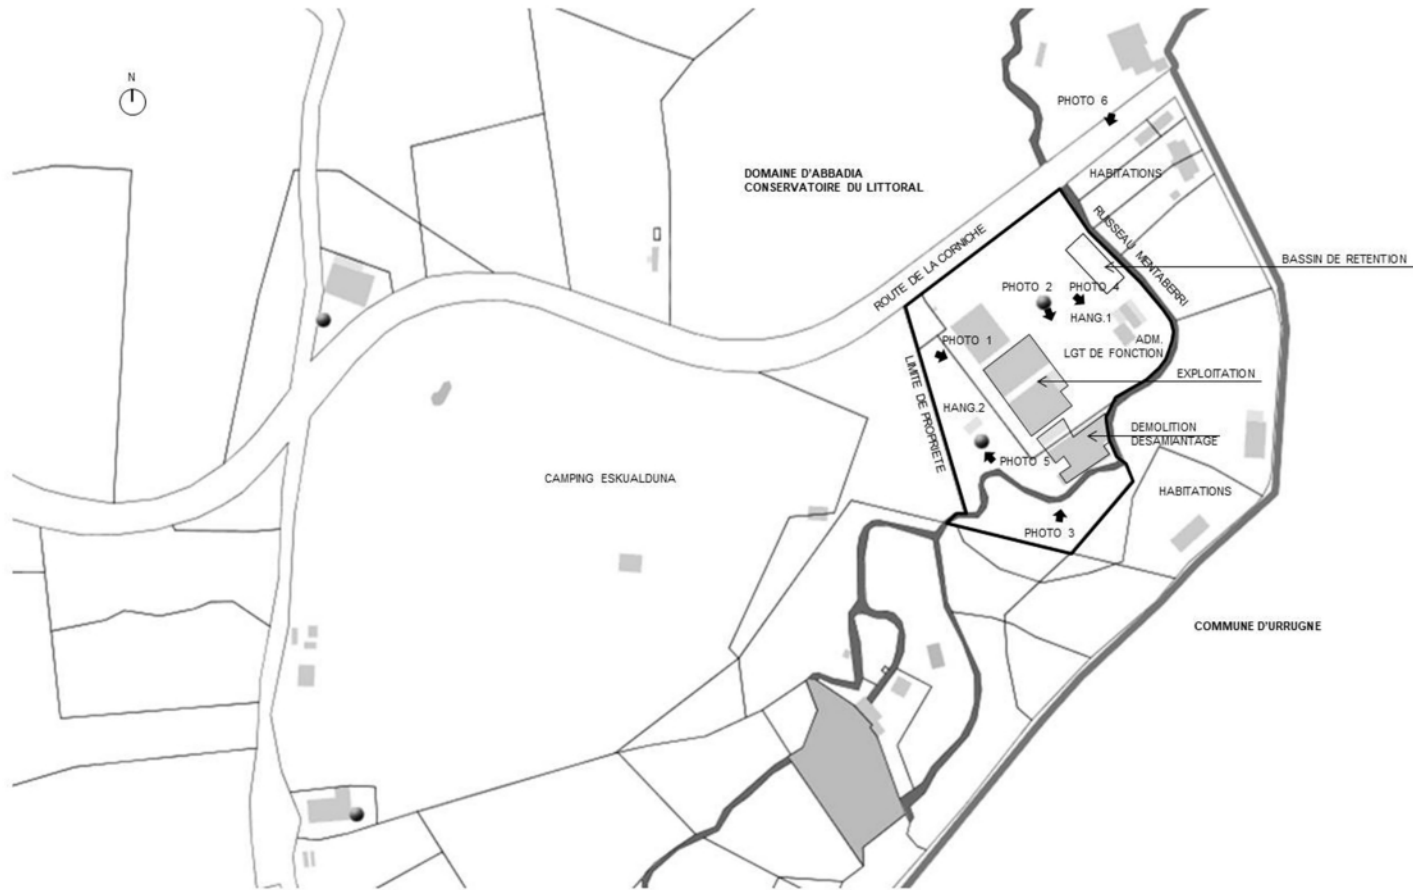 N
PHOTO 6
DOMAINE D'ABBADIA
CONSERVATOIRE DU LITTORAL
HABITATIONS
RUISSEAU MENTABERRI
ROUTE DE LA CORNICHE
BASSIN DE RETENTION
PHOTO 2
PHOTO 4
HANG.1
PHOTO 1
ADM.
LGT DE FONCTION
LIMITE DE PROPRIETE
EXPLOITATION
HANG.2
DEMOLITION
DESAMIANTAGE
PHOTO 5
CAMPING ESKUALDUNA
HABITATIONS
PHOTO 3
COMMUNE D'URRUGNE